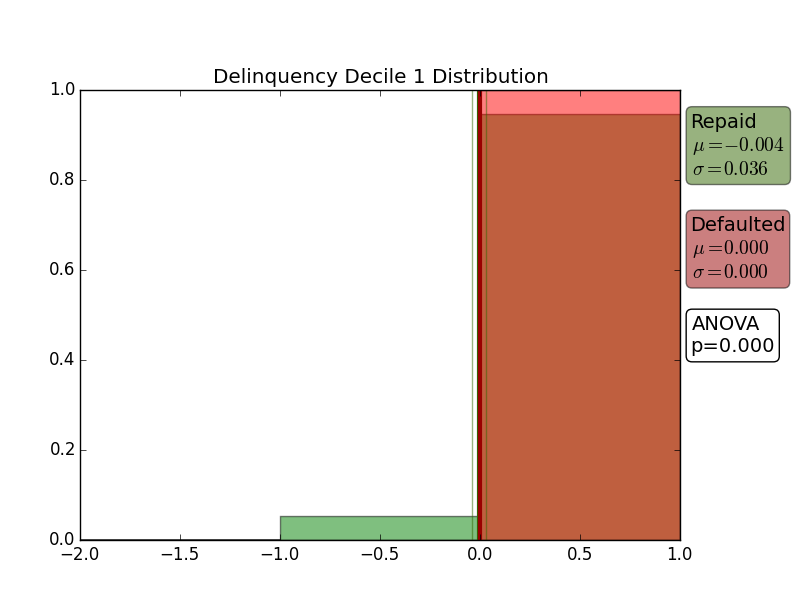 Delinquency Decile 1 Distribution
1.0
0.8
0.6
0.4
0.2
0.0
−2.0 −1.5 −1.0 −0.5 0.0 0.5 1.0
Repaid
μ=−0.004
σ=0.036
Defaulted
μ=0.000
σ=0.000
ANOVA
p=0.000